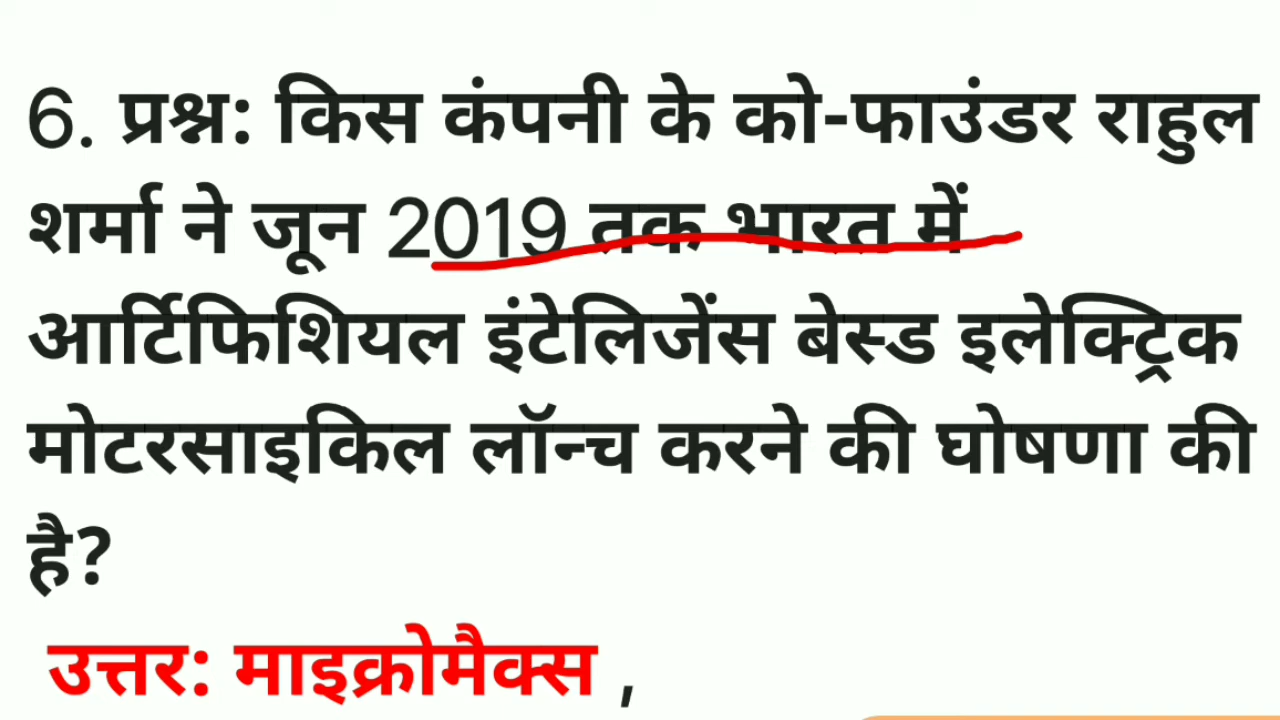 6. प्रश्न: किस कंपनी के को-फाउंडर राहुल
शर्मा ने जून 2019 तक भारत में
आर्टिफिशियल इंटेलिजेंस बेस्ड इलेक्ट्रिक
मोटरसाइकिल लॉन्च करने की घोषणा की
है?
उत्तर: माइक्रोमैक्स ,